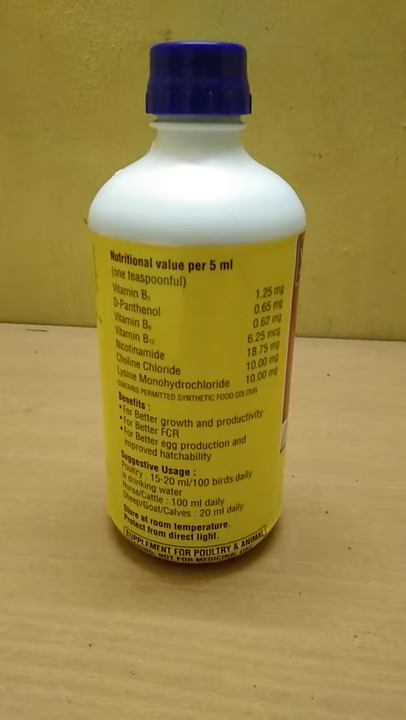 Nutritional value per 5 ml
(one teaspoonful)
Vitamin B₂ 1.25 mg
D-Panthenol 0.65 mg
Vitamin B₆ 0.62 mg
Vitamin B₁₂ 6.25 mcg
Nicotinamide 18.75 mg
Choline Chloride 10.00 mg
Lysine Monohydrochloride 10.00 mg
CONTAINS PERMITTED SYNTHETIC FOOD COLOUR
Benefits :
• For Better growth and productivity
• For Better FCR
• For Better egg production and
improved hatchability
Suggestive Usage :
Poultry : 15-20 ml/100 birds daily
in drinking water
Horse/Cattle : 100 ml daily
Sheep/Goat/Calves : 20 ml daily
Store at room temperature.
Protect from direct light.
SUPPLEMENT FOR POULTRY & ANIMAL
NOT FOR MEDICINAL